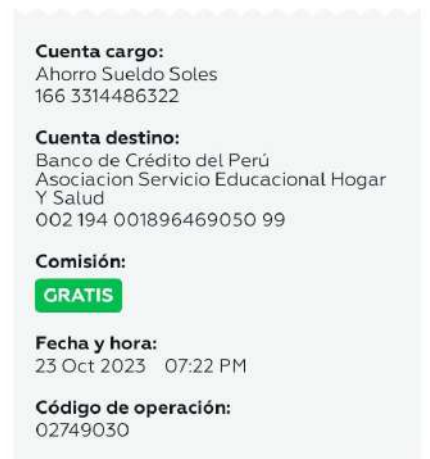 Cuenta cargo:
Ahorro Sueldo Soles
166 3314486322
Cuenta destino:
Banco de Crédito del Perú
Asociacion Servicio Educacional Hogar
Y Salud
002 194 001896469050 99
Comisión:
GRATIS
Fecha y hora:
23 Oct 2023 07:22 PM
Código de operación:
02749030